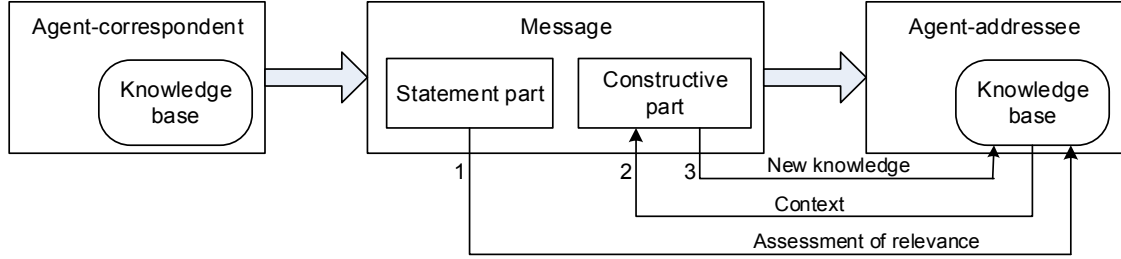 Agent-correspondent
Knowledge
base
Message
Statement part
Constructive
part
Agent-addressee
Knowledge
base
1
2
3
New knowledge
Context
Assessment of relevance